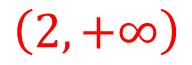 (2, +∞)